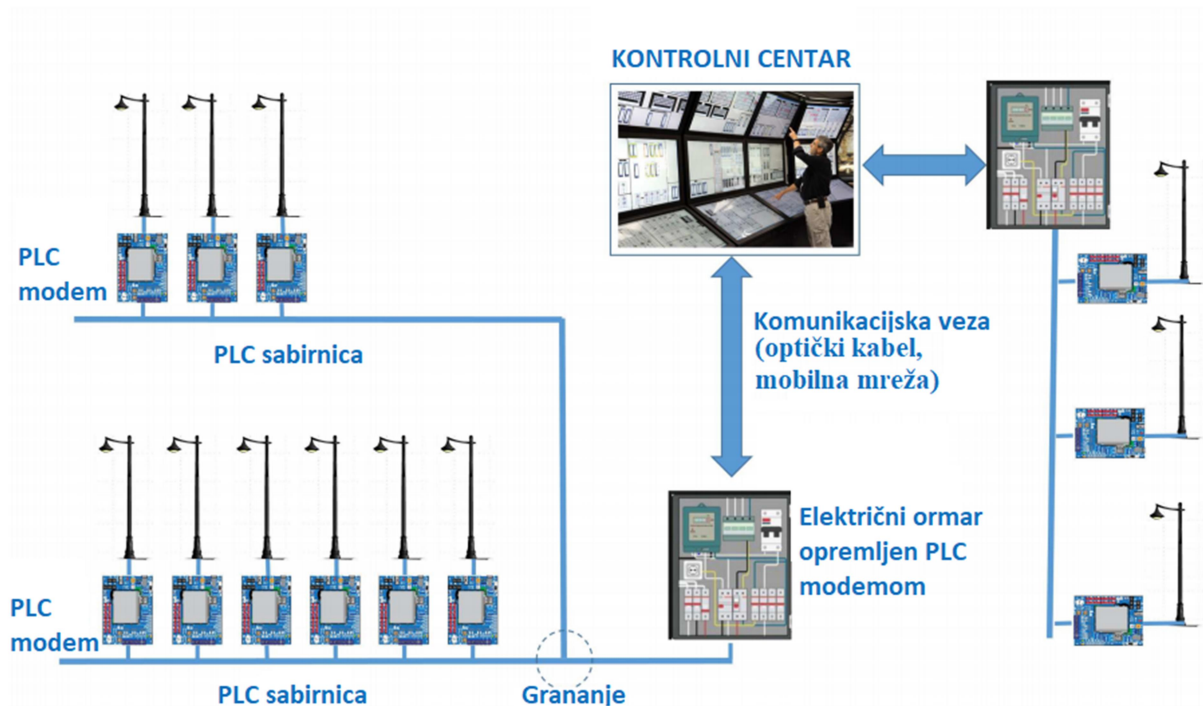 KONTROLNI CENTAR
PLC
modem
PLC sabirnica
Komunikacijska veza
(optički kabel,
mobilna mreža)
Električni ormar
opremljen PLC
modemom
PLC
modem
PLC sabirnica
Grananje